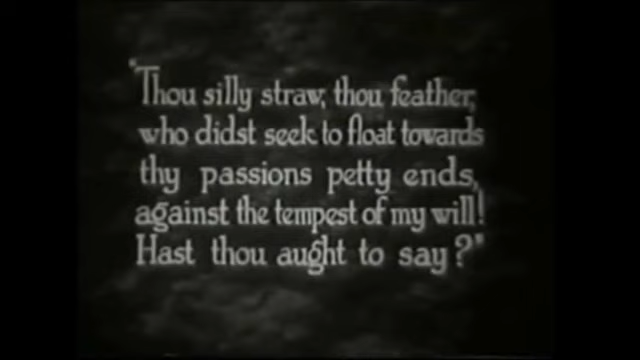 "Thou silly straw, thou feather,
who didst seek to float towards
thy passions petty ends,
against the tempest of my will!
Hast thou aught to say?"